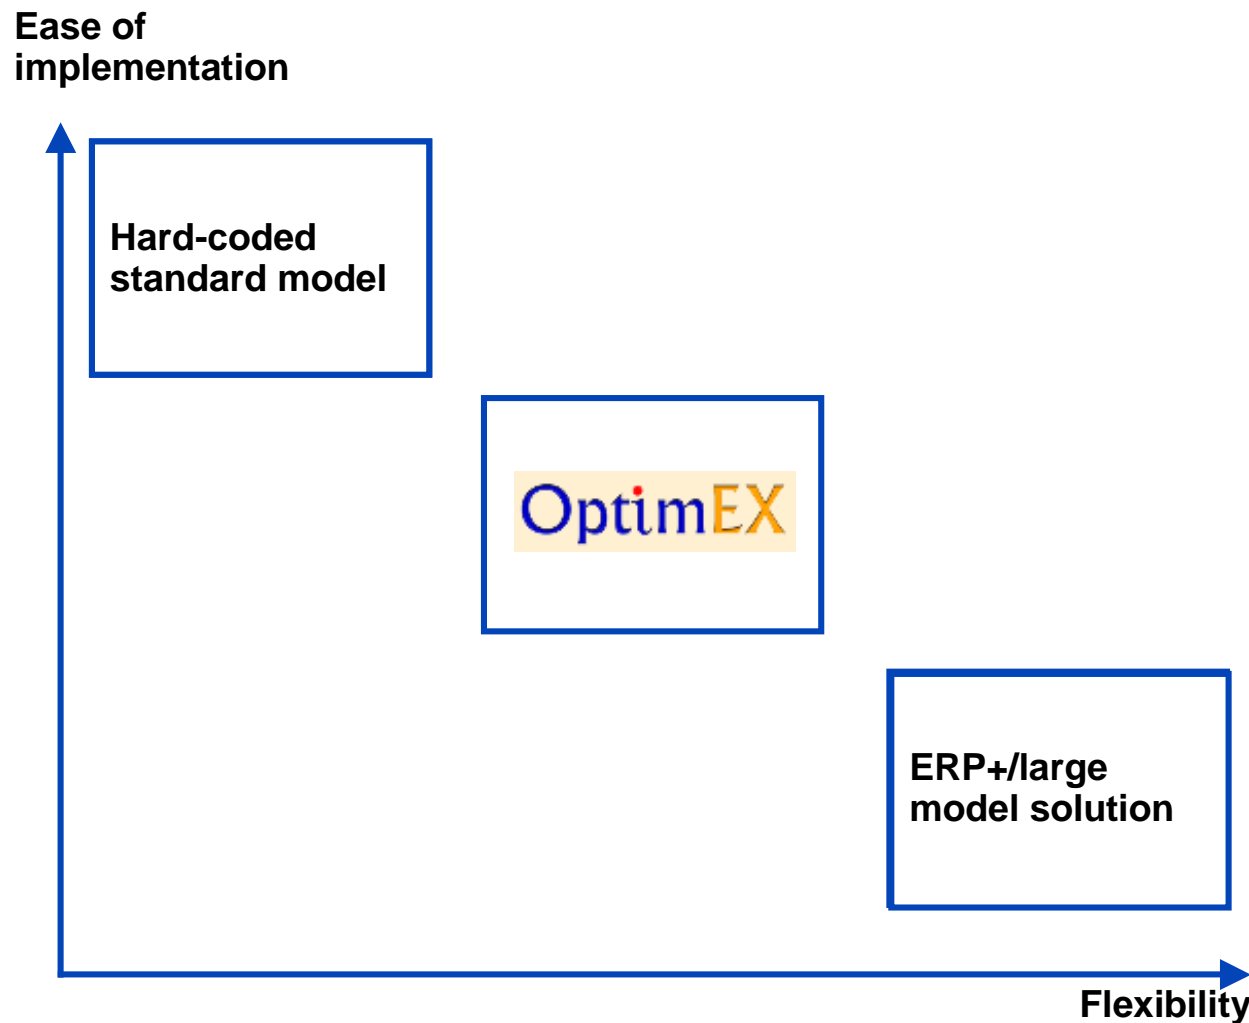 Ease of
implementation
Hard-coded
standard model
OptimEX
ERP+/large
model solution
Flexibility